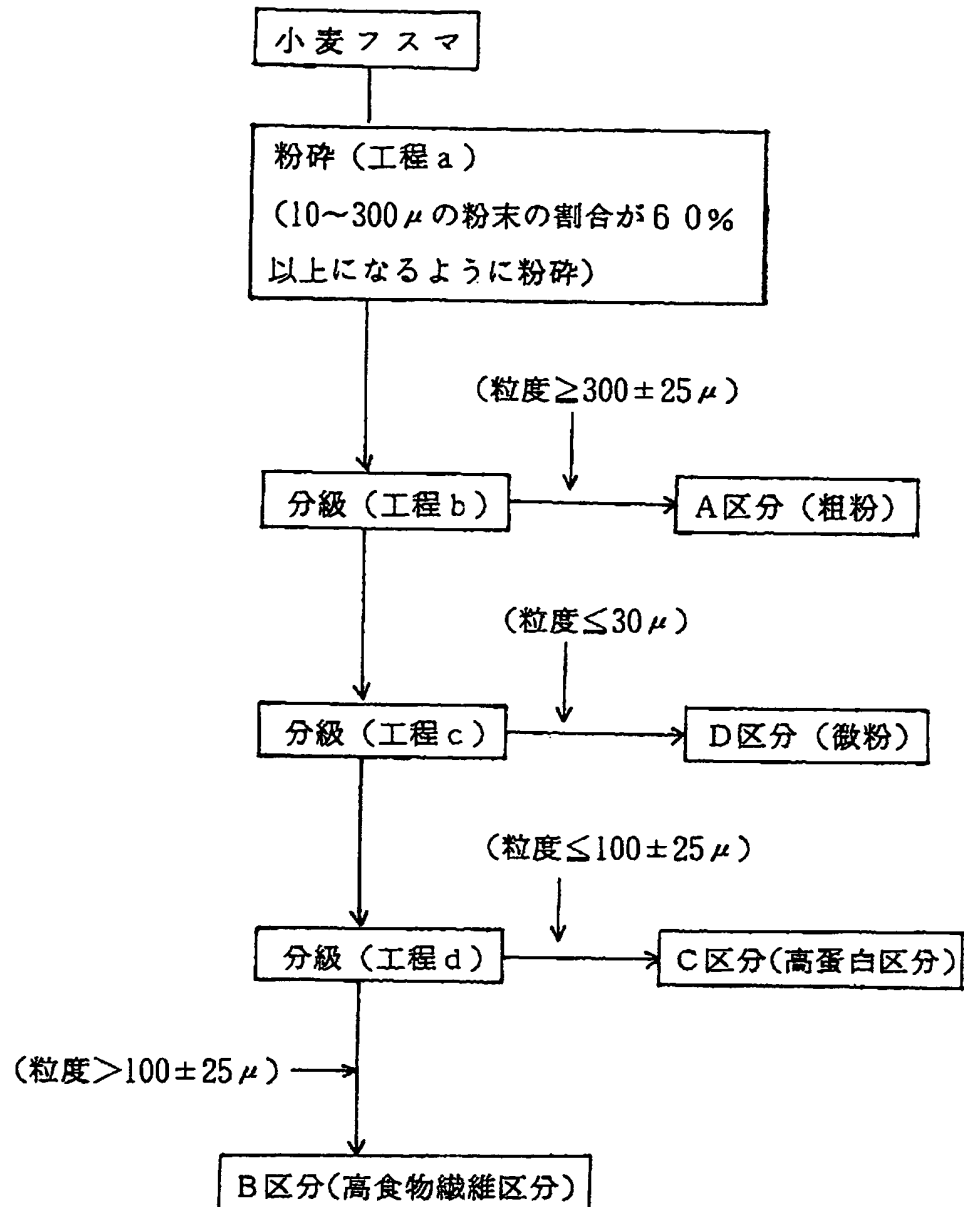 小麦フスマ
粉砕（工程a）
（10～300μの粉末の割合が60%
以上になるように粉砕）
（粒度≧300±25μ）
分級（工程b）
A区分（粗粉）
（粒度≦30μ）
分級（工程c）
D区分（微粉）
（粒度≦100±25μ）
分級（工程d）
C区分（高蛋白区分）
（粒度＞100±25μ）
B区分（高食物繊維区分）